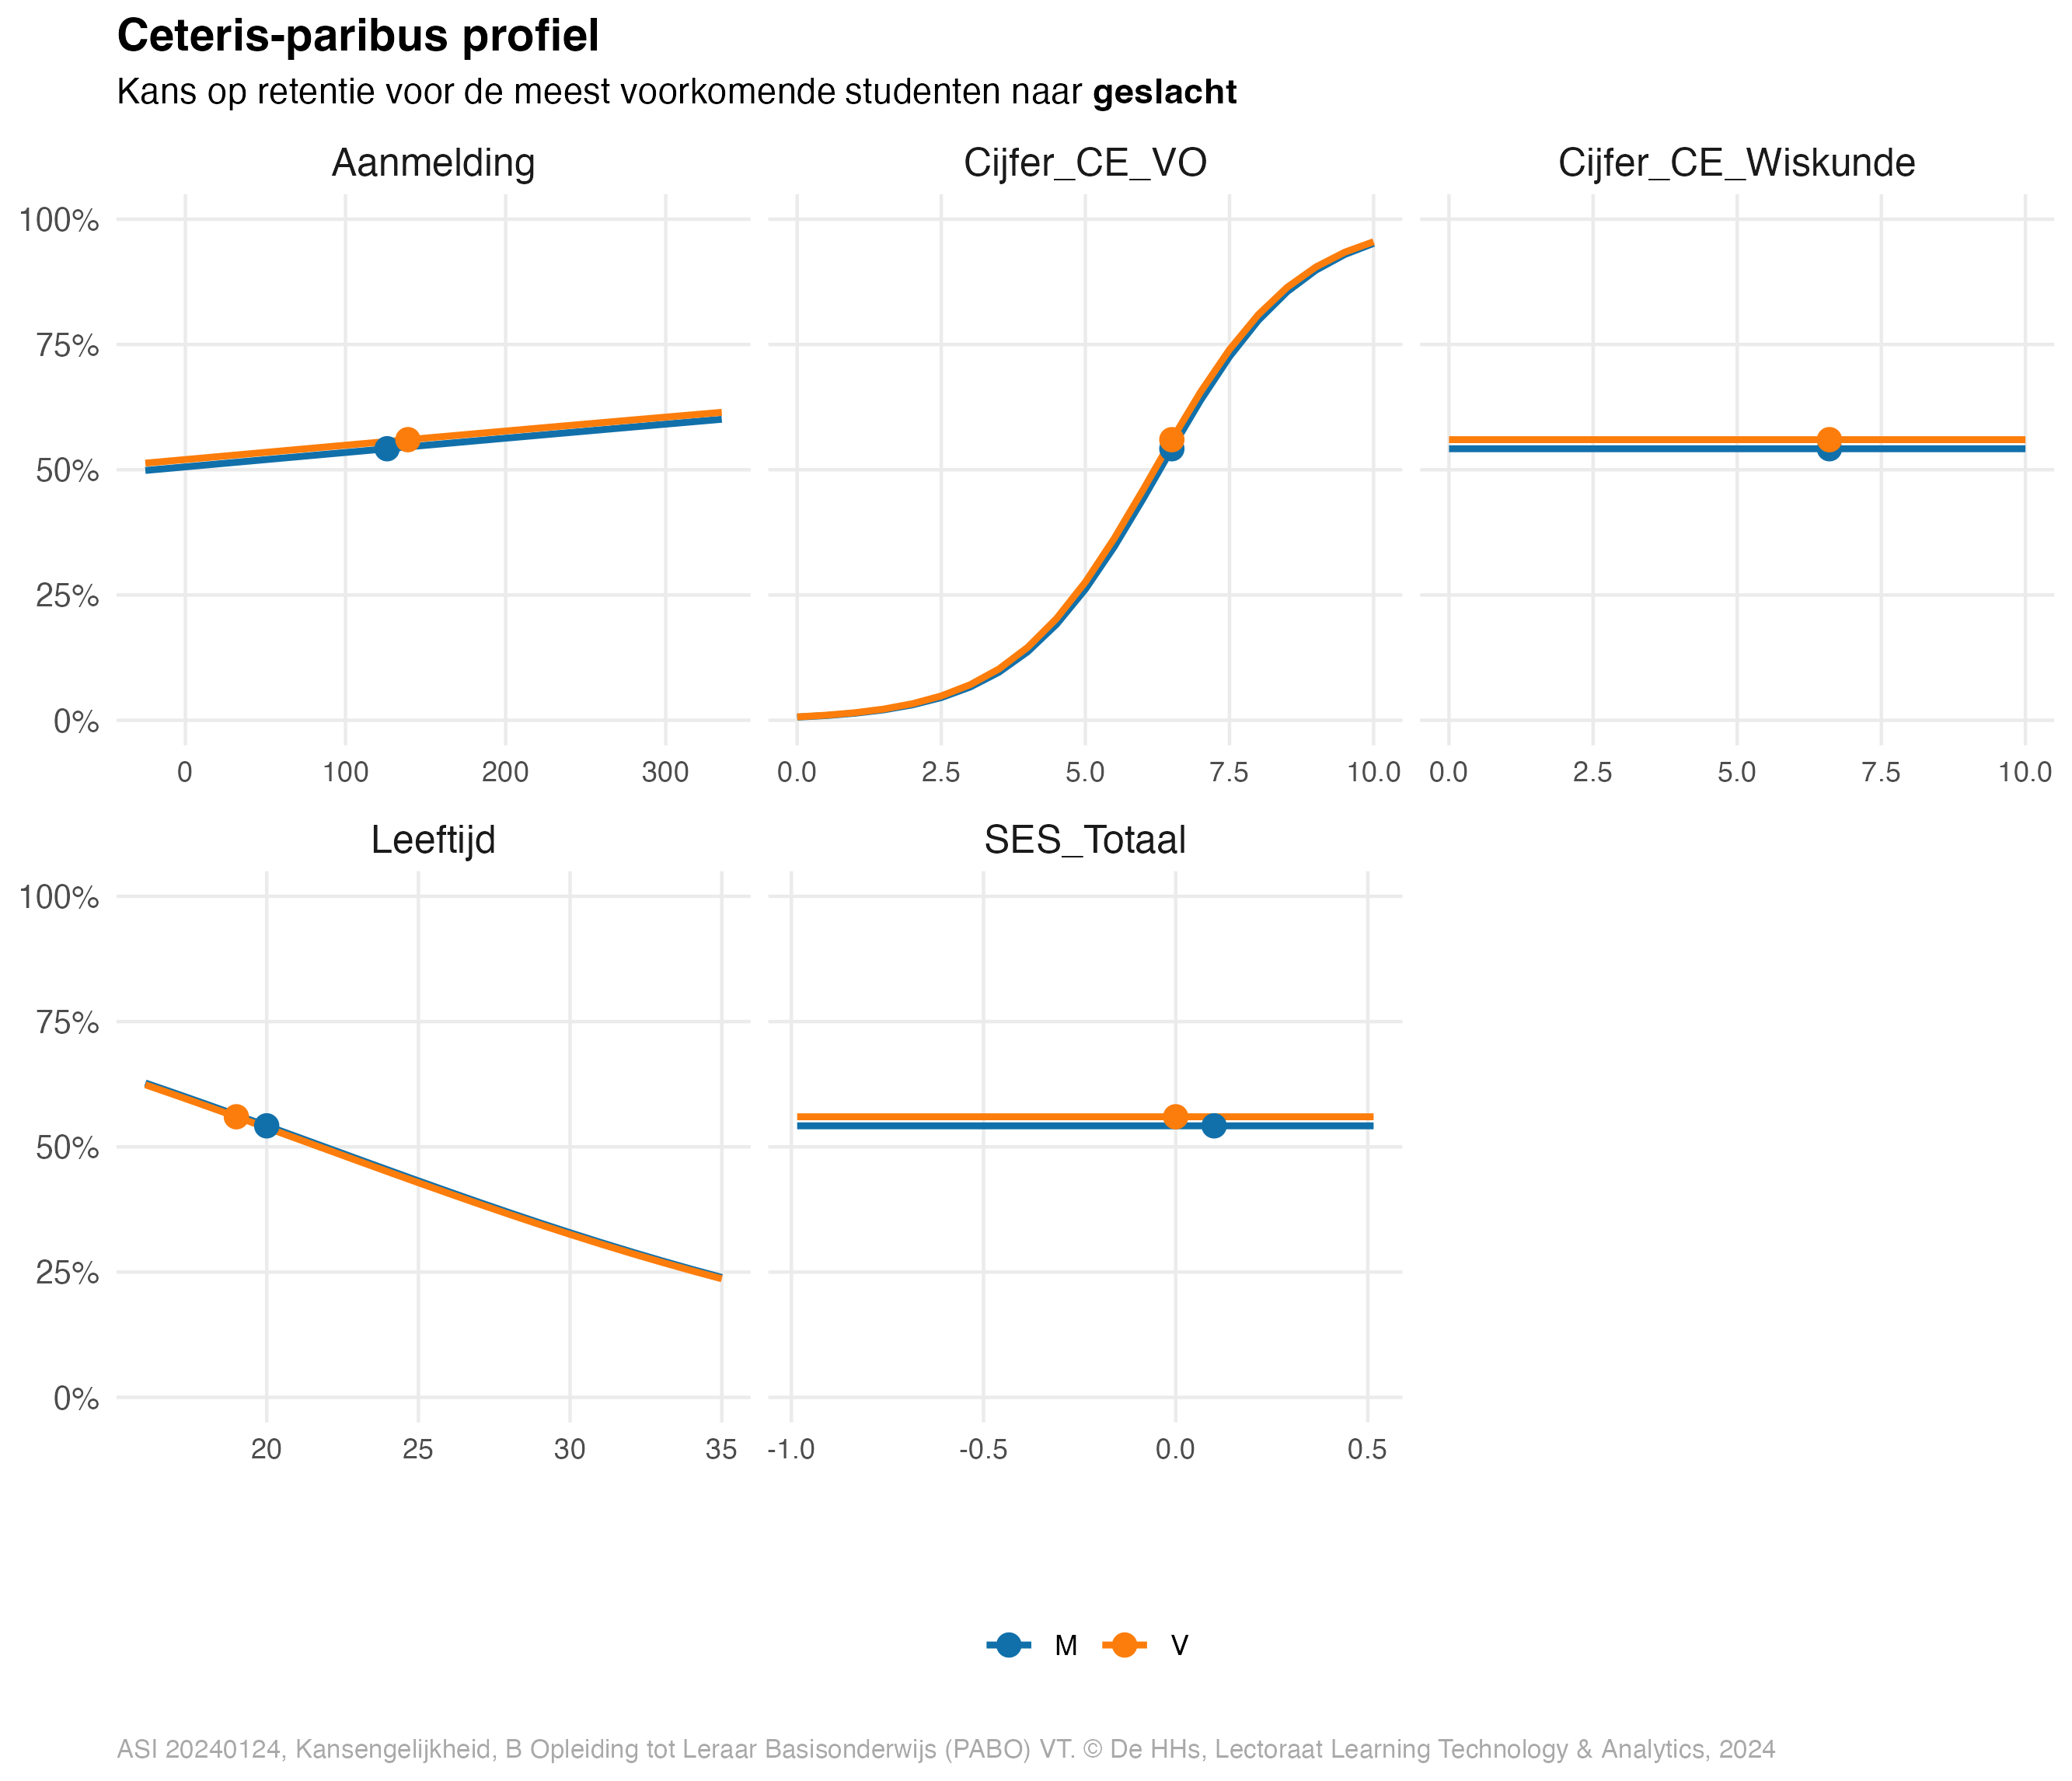 Ceteris-paribus profiel
Kans op retentie voor de meest voorkomende studenten naar geslacht
Aanmelding
Cijfer_CE_VO
Cijfer_CE_Wiskunde
100%
75%
50%
25%
0%
0 100 200 300
0.0 2.5 5.0 7.5 10.0
0.0 2.5 5.0 7.5 10.0
Leeftijd
SES_Totaal
100%
75%
50%
25%
0%
20 25 30 35
-1.0 -0.5 0.0 0.5
M V
ASI 20240124, Kansengelijkheid, B Opleiding tot Leraar Basisonderwijs (PABO) VT. © De HHs, Lectoraat Learning Technology & Analytics, 2024